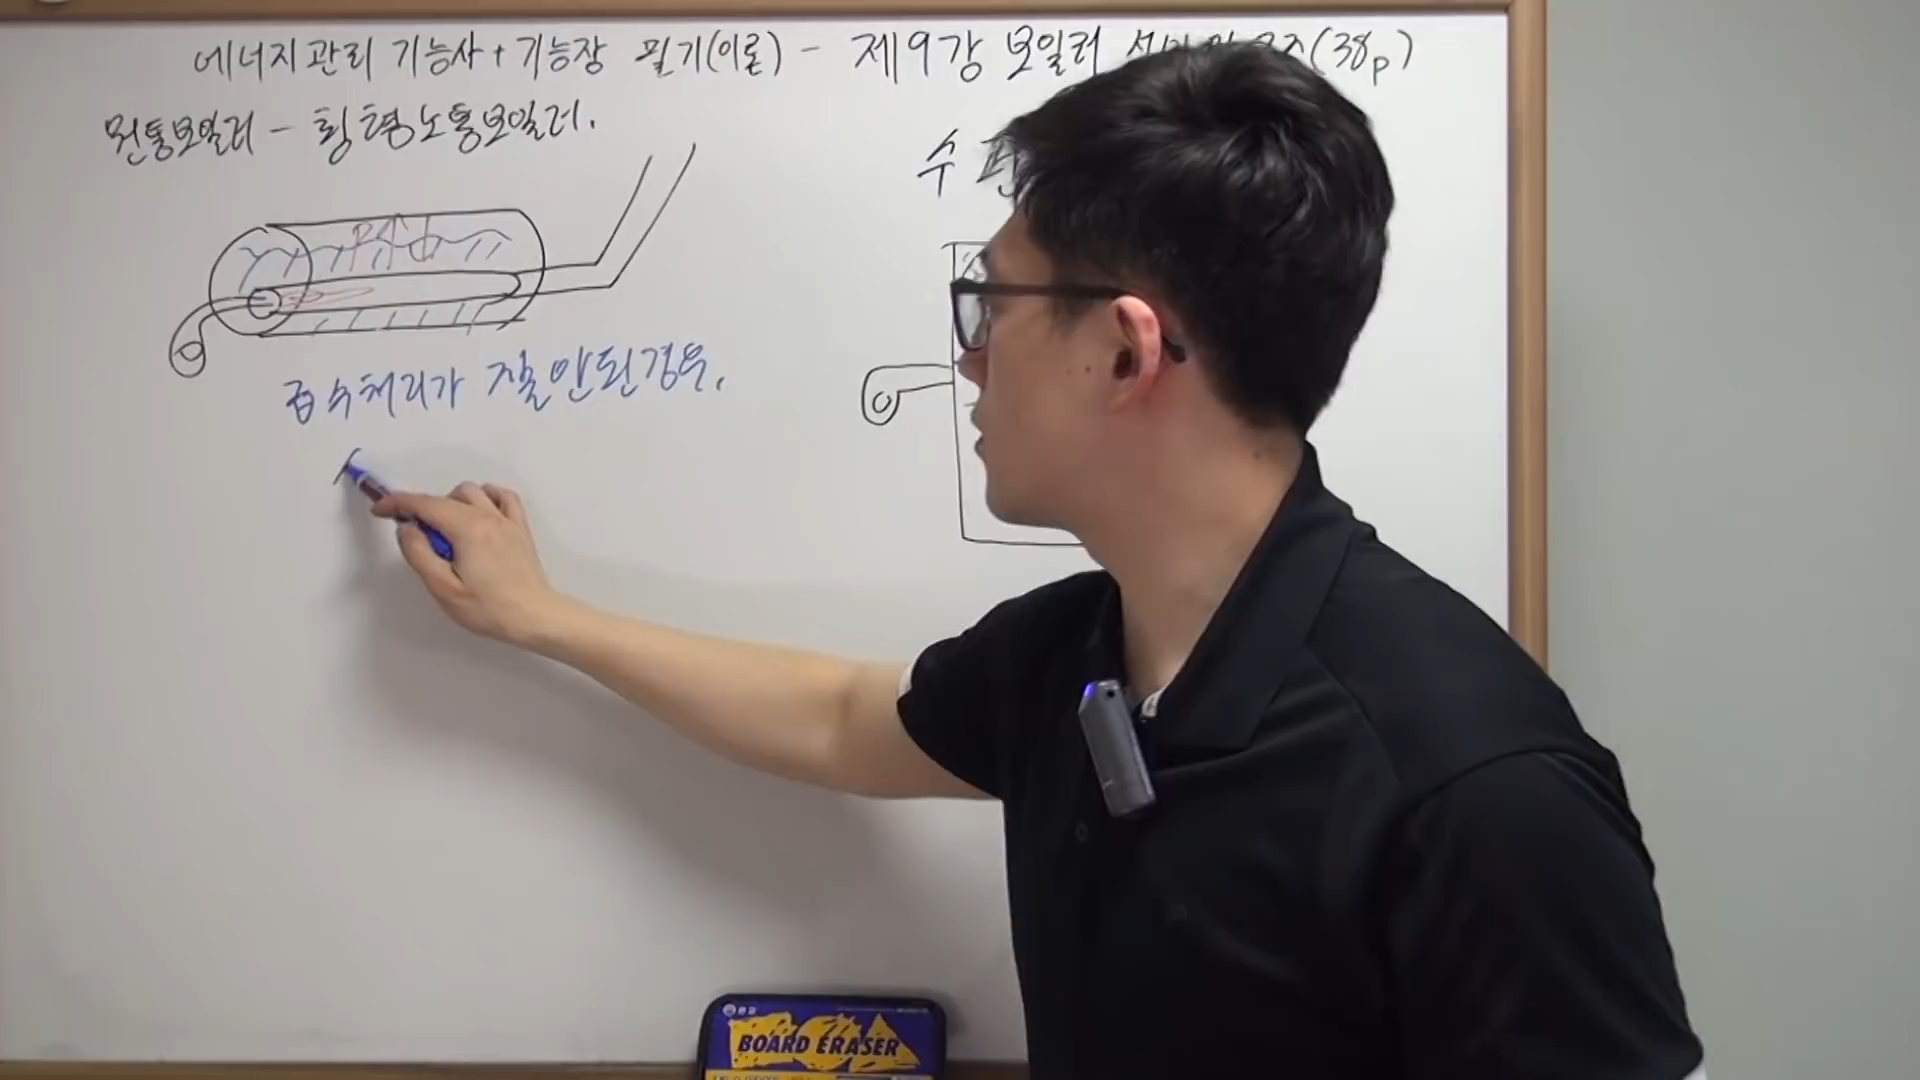 에너지관리 기능사+기능장 필기(이론) - 제9강 보일러 (38p)
원통보일러 - 횡형노통보일러.
수
급수처리가 잘 안된경우.
BOARD ERASER